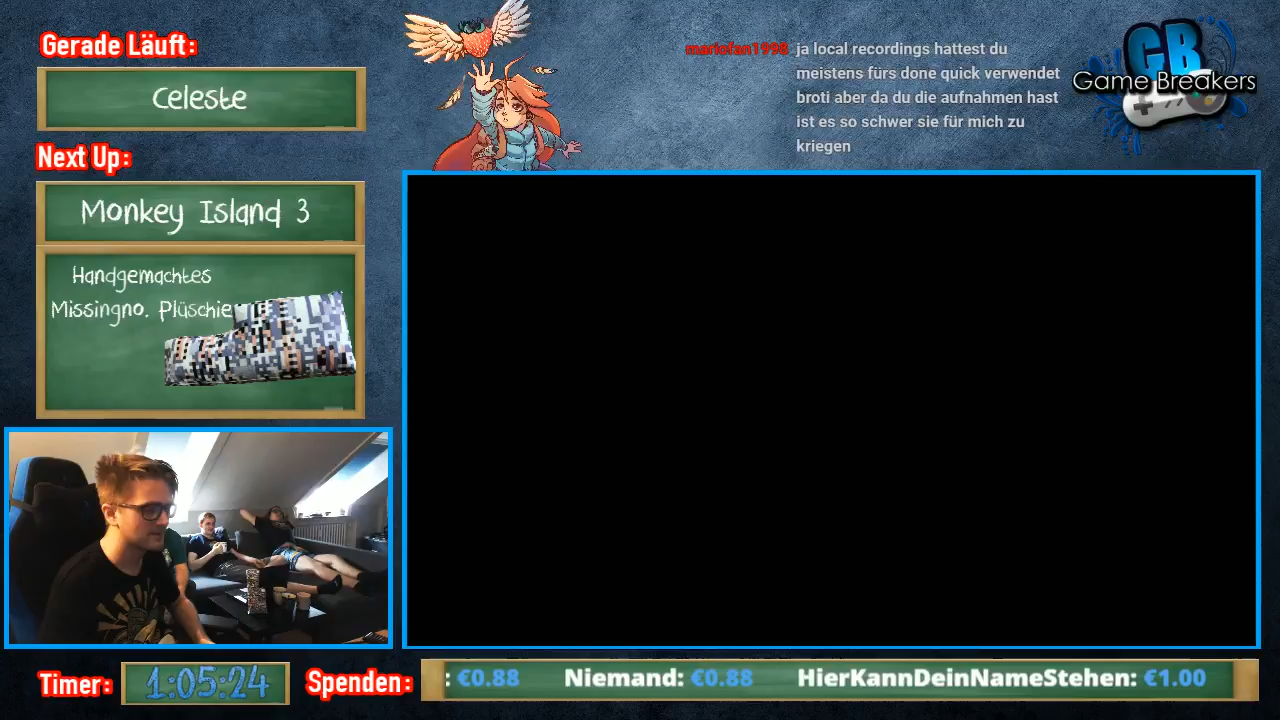 Gerade Läuft:
Celeste
Next Up:
Monkey Island 3
Handgemachtes
Missingno. Plüschie
mariofan1998 ja local recordings hattest du
meistens fürs done quick verwendet
broti aber da du die aufnahmen hast
ist es so schwer sie für mich zu
kriegen
GB
Game Breakers
Timer: 1:05:24
Spenden: : €0.88 Niemand: €0.88 HierKannDeinNameStehen: €1.00